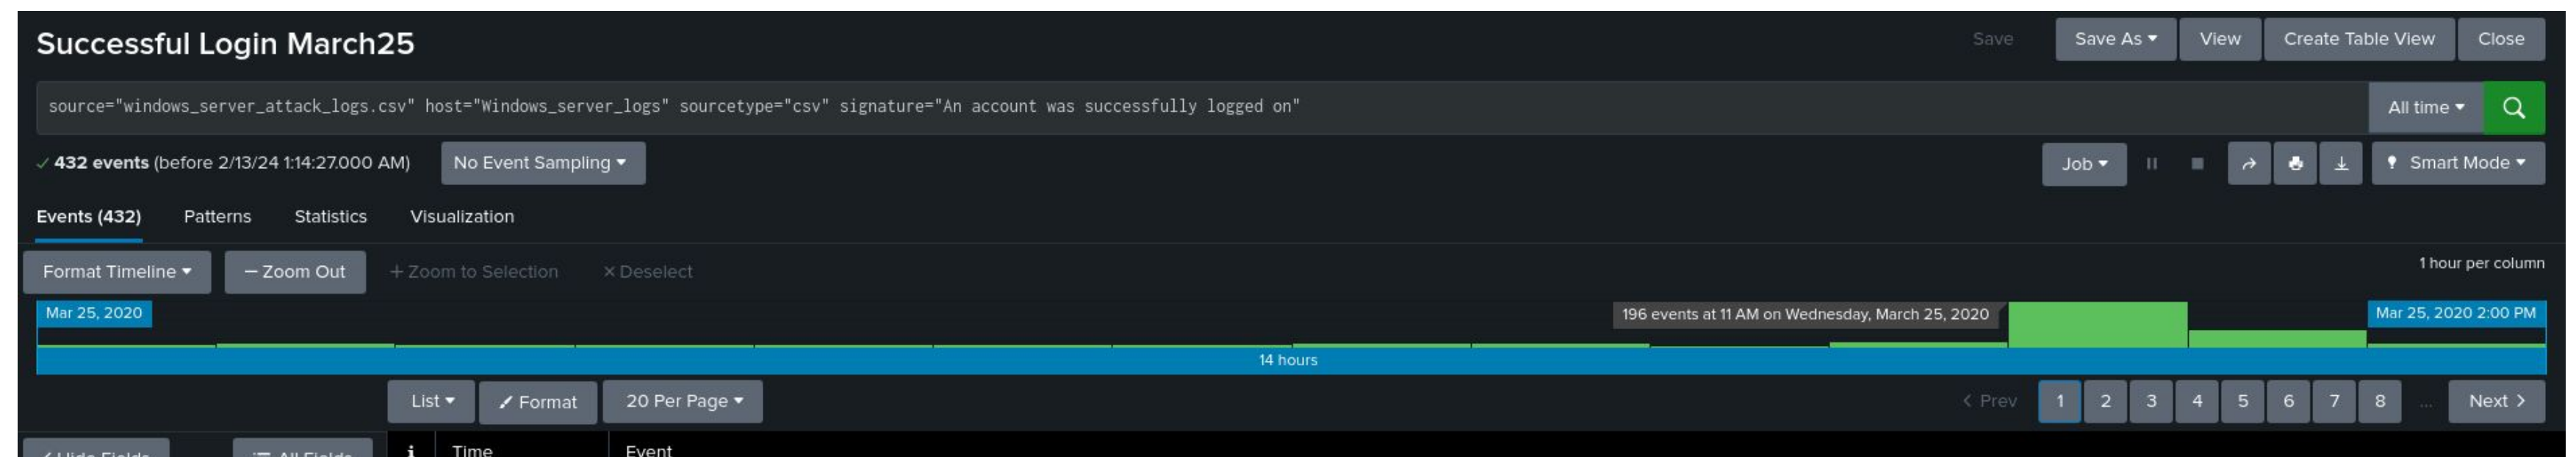 Successful Login March25
Save Save As View Create Table View Close
source="windows_server_attack_logs.csv" host="Windows_server_logs" sourcetype="csv" signature="An account was successfully logged on"
All time
432 events (before 2/13/24 1:14:27.000 AM) No Event Sampling
Job Smart Mode
Events (432) Patterns Statistics Visualization
Format Timeline — Zoom Out + Zoom to Selection × Deselect
1 hour per column
Mar 25, 2020
196 events at 11 AM on Wednesday, March 25, 2020
Mar 25, 2020 2:00 PM
14 hours
List Format 20 Per Page
< Prev 1 2 3 4 5 6 7 8 ... Next >
< Hide Fields All Fields i Time Event